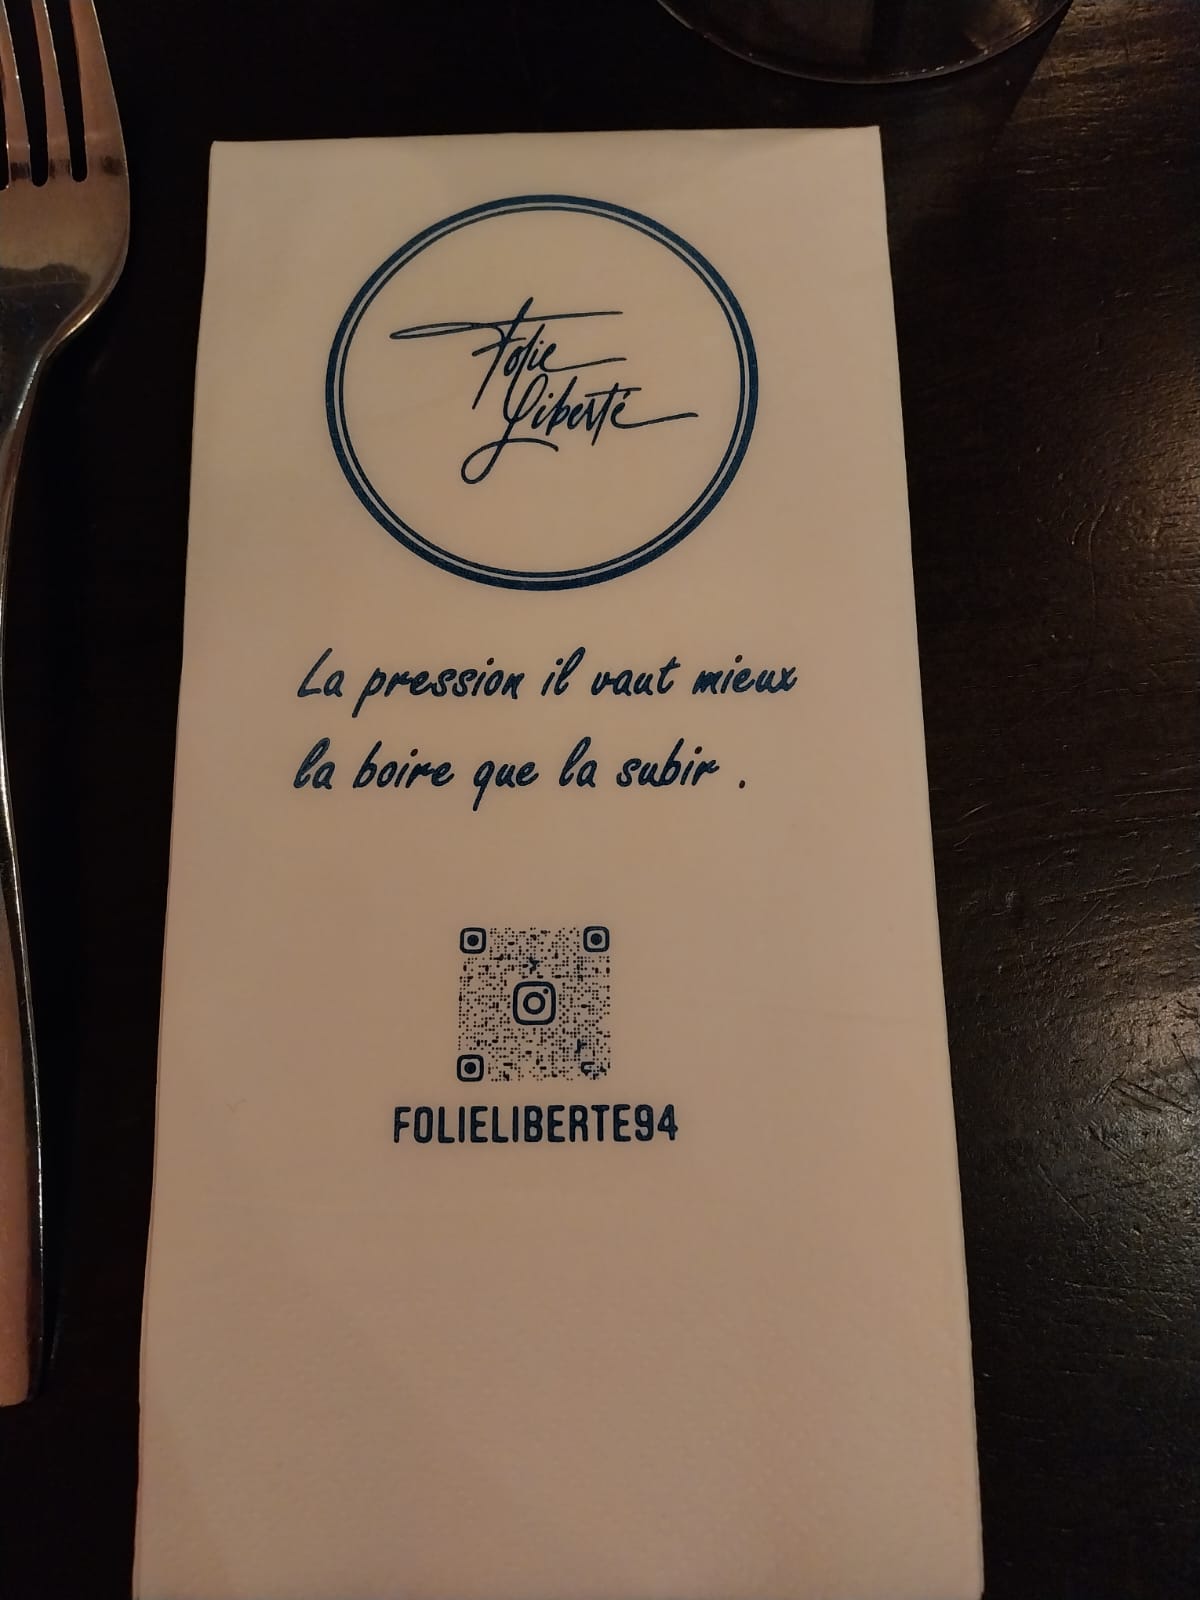 Folie
Liberté
La pression il vaut mieux
la boire que la subir .
FOLIELIBERTE94